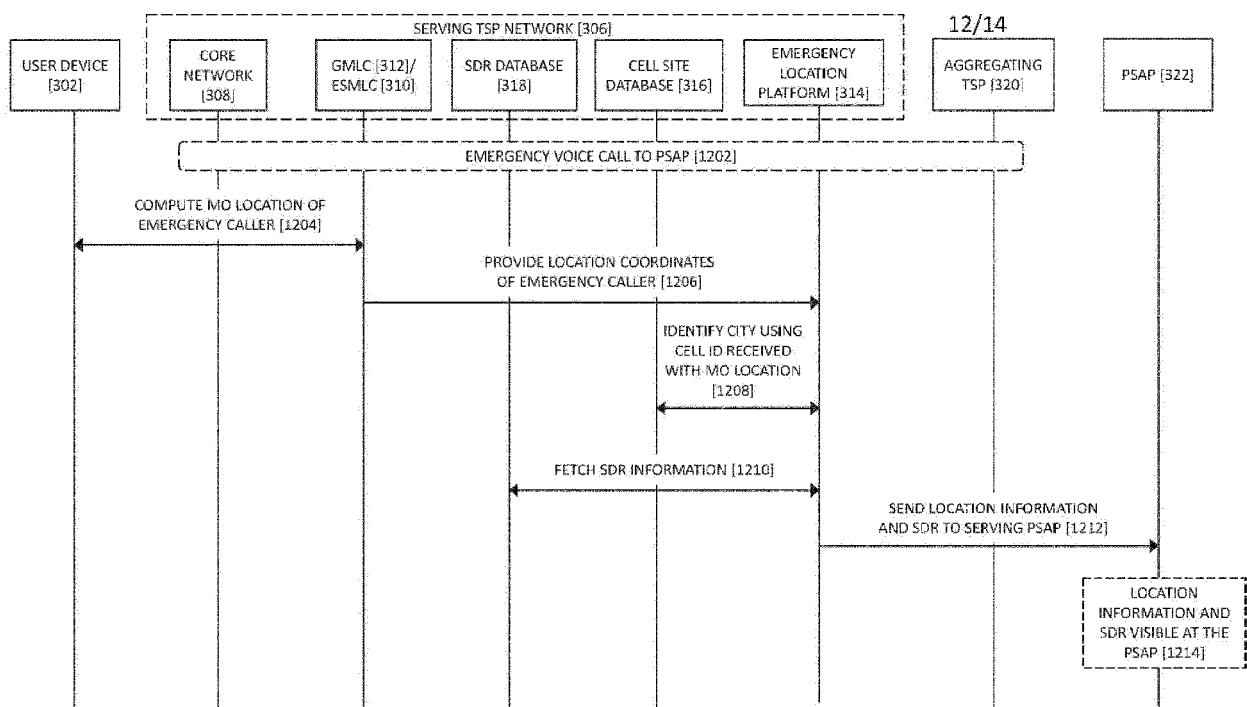 SERVING TSP NETWORK [306]
12/14
USER DEVICE
[302]
CORE
NETWORK
[308]
GMLC [312]/
ESMLC [310]
SDR DATABASE
[318]
CELL SITE
DATABASE [316]
EMERGENCY
LOCATION
PLATFORM [314]
AGGREGATING
TSP [320]
PSAP [322]
EMERGENCY VOICE CALL TO PSAP [1202]
COMPUTE MO LOCATION OF
EMERGENCY CALLER [1204]
PROVIDE LOCATION COORDINATES
OF EMERGENCY CALLER [1206]
IDENTIFY CITY USING
CELL ID RECEIVED
WITH MO LOCATION
[1208]
FETCH SDR INFORMATION [1210]
SEND LOCATION INFORMATION
AND SDR TO SERVING PSAP [1212]
LOCATION
INFORMATION AND
SDR VISIBLE AT THE
PSAP [1214]